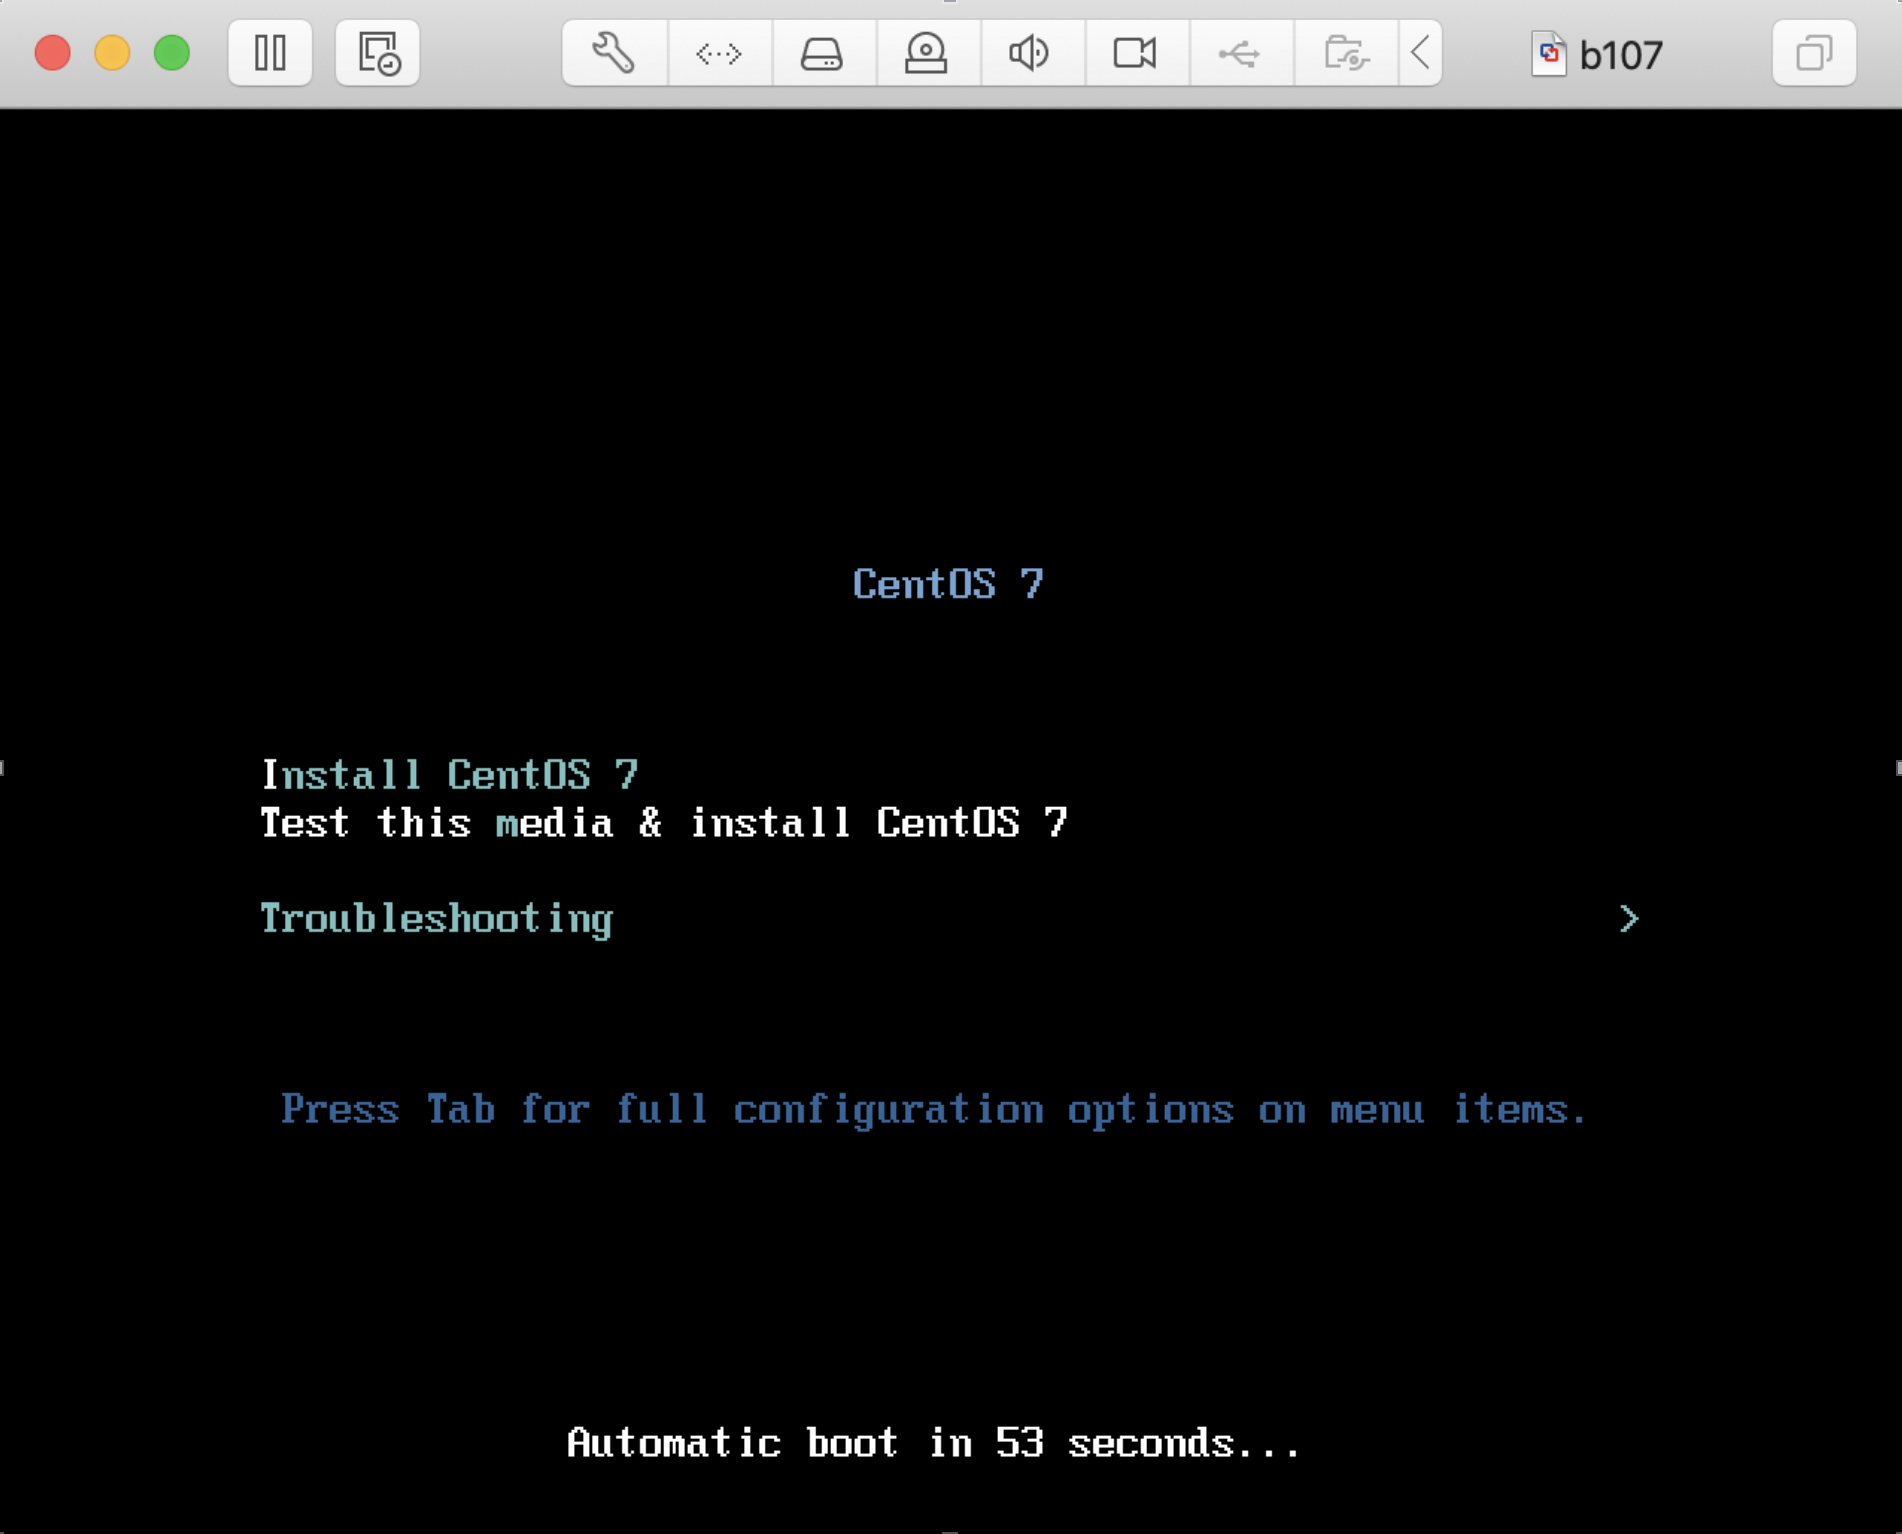 b107
CentOS 7
Install CentOS 7
Test this media & install CentOS 7
Troubleshooting >
Press Tab for full configuration options on menu items.
Automatic boot in 53 seconds...